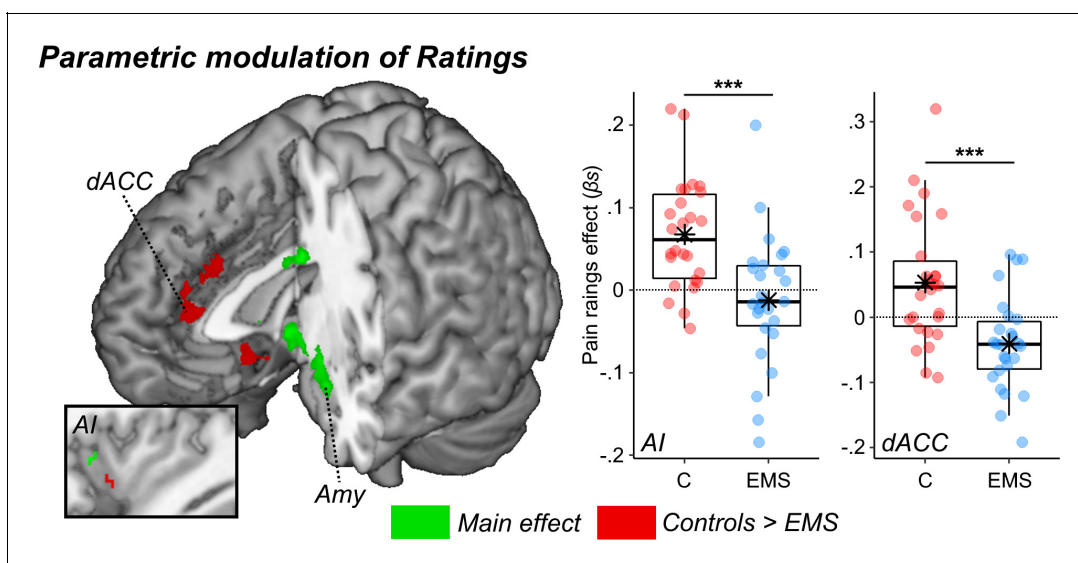 Parametric modulation of Ratings
dACC
AI
Amy
Pain raings effect (βs)
.2
.1
0
-.1
-.2
***
AI
C
EMS
.3
.2
.1
0
-.1
-.2
***
dACC
C
EMS
Main effect
Controls > EMS